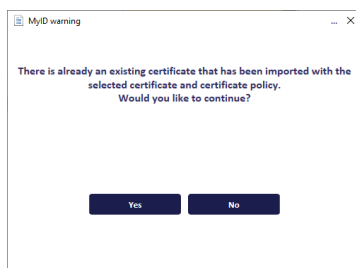 MyID warning
...
There is already an existing certificate that has been imported with the
selected certificate and certificate policy.
Would you like to continue?
Yes
No